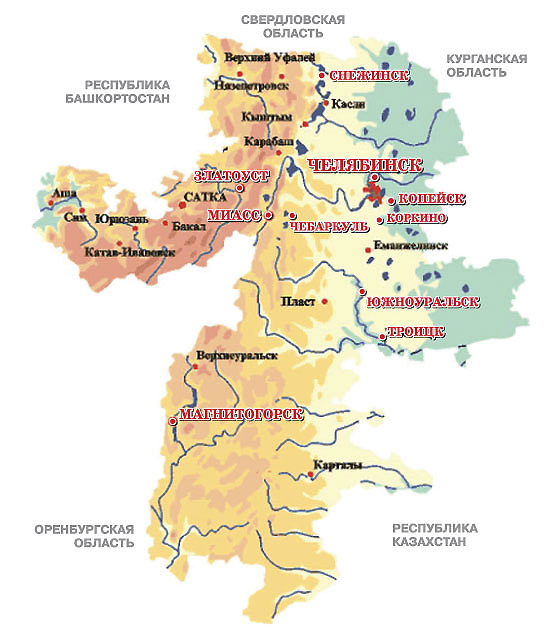 СВЕРДЛОВСКАЯ
ОБЛАСТЬ
КУРГАНСКАЯ
ОБЛАСТЬ
РЕСПУБЛИКА
БАШКОРТОСТАН
Верхний Уфалей
Нязепетровск
СНЕЖИНСК
Касли
Кыштым
Карабаш
ЧЕЛЯБИНСК
ЗЛАТОУСТ
Аша
САТКА
КОПЕЙСК
Сим
Юрюзань
МИАСС
ЧЕБАРКУЛЬ
КОРКИНО
Бакал
Катав-Ивановск
Еманжелинск
Пласт
ЮЖНОУРАЛЬСК
ТРОИЦК
Верхнеуральск
МАГНИТОГОРСК
Карталы
ОРЕНБУРГСКАЯ
ОБЛАСТЬ
РЕСПУБЛИКА
КАЗАХСТАН